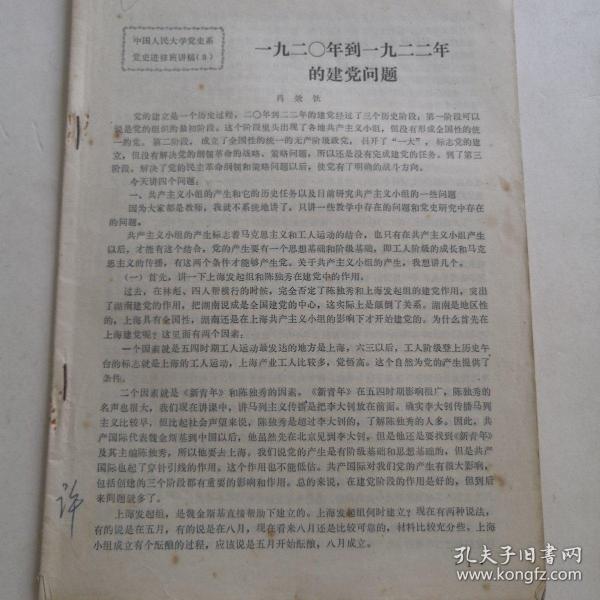 中国人民大学党史系
党史进修班讲稿(8)
一九二〇年到一九二二年
的建党问题
肖效钦
党的建立是一个历史过程,二〇年到二二年的建党经过了三个历史阶段,第一阶段可以
说是党的组织的最初阶段。这个阶段里头出现了各地共产主义小组,但没有形成全国性的统
一的党。第二阶段,成立了全国性的统一的无产阶级政党,召开了“一大”,标志党的建
立,但没有解决党的纲领革命的战略、策略问题,所以还是没有完成建党的任务。到了第三
阶段,解决了党的民主革命纲领和策略问题以后,使党有了明确的战斗方向。
今天讲四个问题:
一、共产主义小组的产生和它的历史任务以及目前研究共产主义小组的一些问题
因为大家都是教师,我就不系统地讲了。只讲一些教学中存在的问题和党史研究中存在
的问题。
共产主义小组的产生标志着马克思主义和工人运动的结合,也只有在共产主义小组产生
以后,才能有这个结合。党的产生要有一个思想基础和阶级基础,即工人阶级的成长和马克
思主义的传播,有这两个条件才能够产生党。关于共产主义小组的产生,我想讲几个。
(一)首先,讲一下上海发起组和陈独秀在建党中的作用。
过去,在林彪、四人帮横行的时候,完全否定了陈独秀和上海发起组的建党作用,突出
了湖南建党的作用,把湖南说成是全国建党的中心,这实际上是颠倒了关系。湖南是地区性
的,上海具有全国性,湖南还是在上海共产主义小组的影响下才开始建党的。为什么首先在
上海建党呢?这里面有两个因素:
一个因素就是五四时期工人运动最发达的地方是上海,六三以后,工人阶级登上历史午
台的标志就是上海的工人运动,上海产业工人比较多,觉悟高。这个自然为党的产生提供了
条件。
二个因素就是《新青年》和陈独秀的因素。《新青年》在五四时期影响很广,陈独秀的
名声也很大,我们现在讲课中,讲马列主义传播是把李大钊放在前面。确实李大钊传播马列
主义比较早,但比起社会声望来说,陈独秀是超过李大钊的,了解陈独秀的人多。因此,共
产国际代表魏金斯基到中国以后,他虽然先在北京见到李大钊,但是他还是要找到《新青年》
及其主编陈独秀,所以他要去上海,我们说党的产生是有阶级基础和思想基础的,但是共产
国际也起了穿针引线的作用。这个作用也不能低估。共产国际对我们党的产生有很大影响,
包括创建的三个阶段都有重要的影响和作用。总的来说,在建党阶段的作用是好的,但到后
来问题就多了。
上海发起组,是魏金斯基直接帮助下建立的。上海发起组何时建立?现在有两种说法,
有的说是在五月,有的说是在八月,现在看来八月还是比较可靠的,材料比较充分些。上海
小组成立有个酝酿的过程,应该说是五月开始酝酿,八月成立。
许
孔夫子旧书网
www.kongfz.com